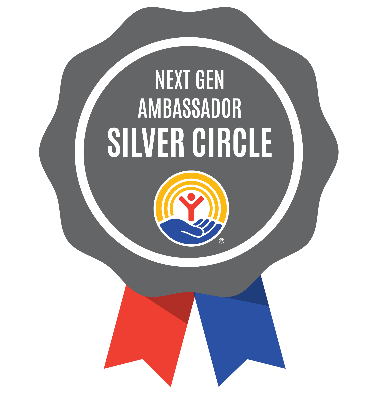 NEXT GEN
AMBASSADOR
SILVER CIRCLE
®